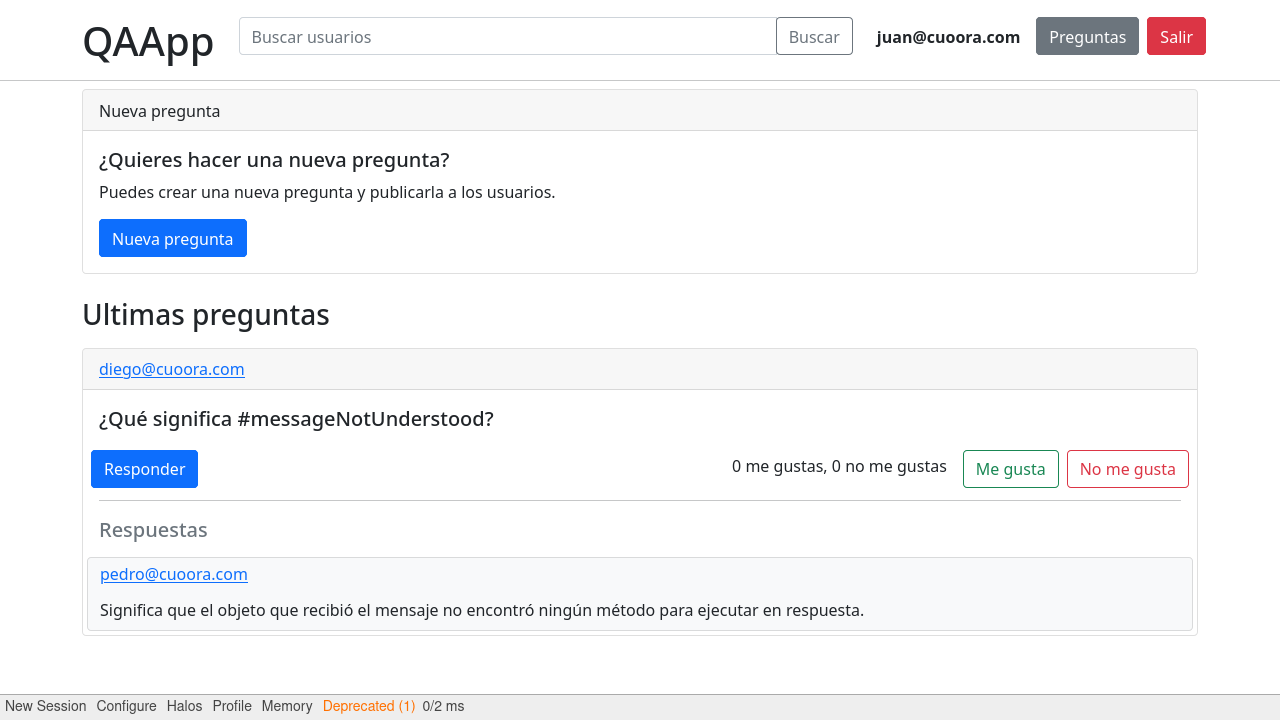 QAApp
Buscar usuarios
Buscar
juan@cuoora.com
Preguntas
Salir
Nueva pregunta
¿Quieres hacer una nueva pregunta?
Puedes crear una nueva pregunta y publicarla a los usuarios.
Nueva pregunta
Ultimas preguntas
diego@cuoora.com
¿Qué significa #messageNotUnderstood?
Responder
0 me gustas, 0 no me gustas
Me gusta
No me gusta
Respuestas
pedro@cuoora.com
Significa que el objeto que recibió el mensaje no encontró ningún método para ejecutar en respuesta.
New Session Configure Halos Profile Memory Deprecated (1) 0/2 ms